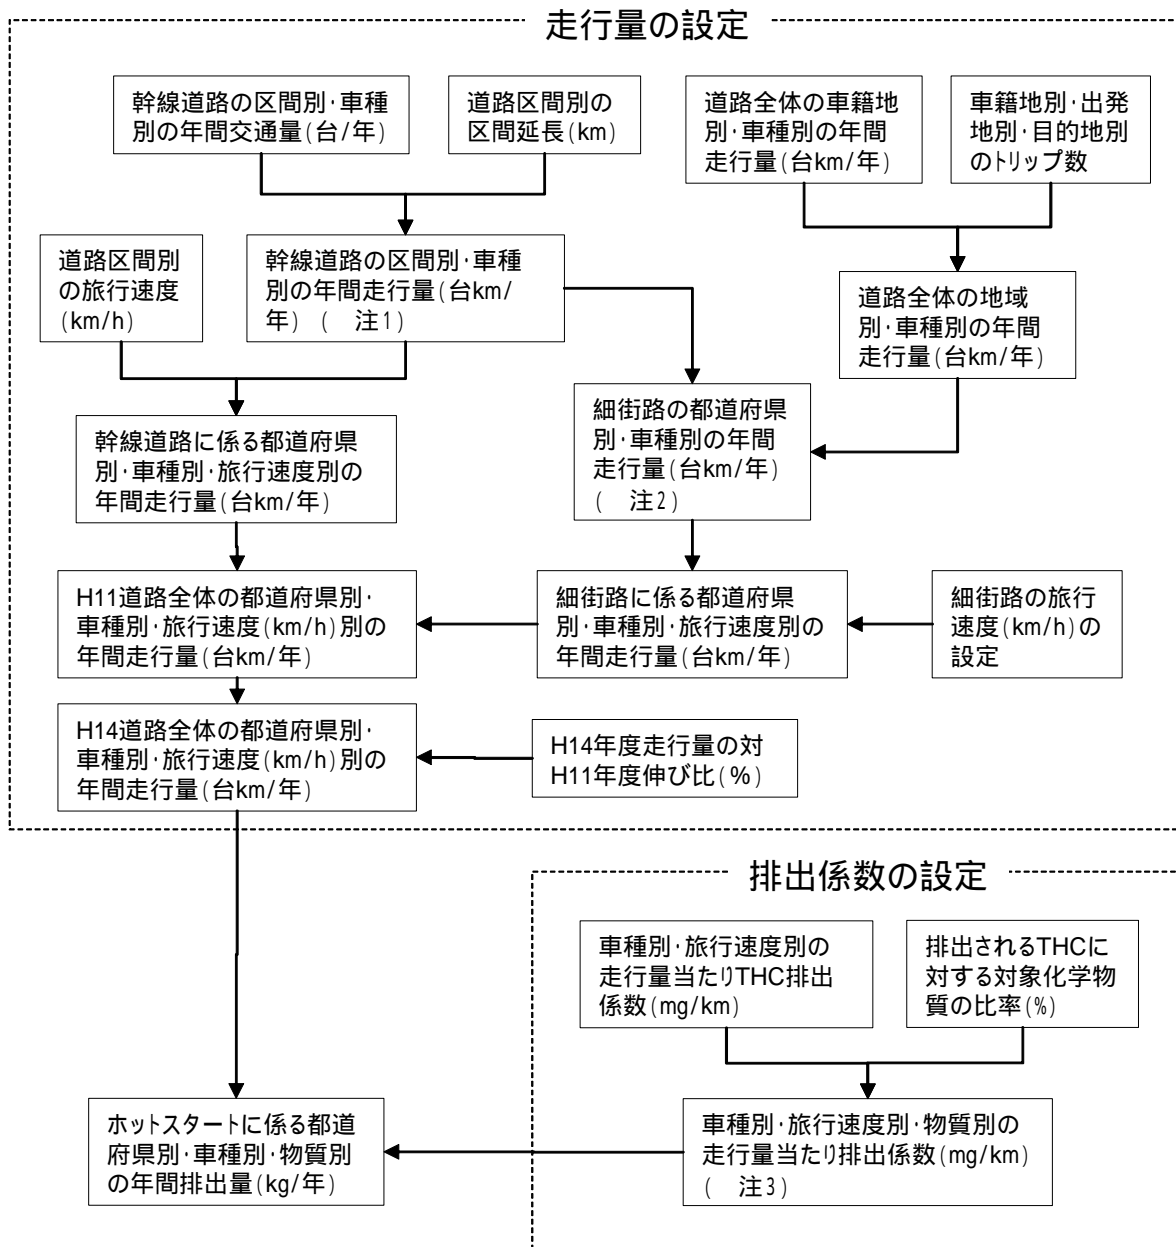 走行量の設定
幹線道路の区間別･車種
別の年間交通量(台/年)
道路区間別の
区間延長(km)
道路全体の車籍地
別･車種別の年間
走行量(台km/年)
車籍地別･出発
地別･目的地別
のトリップ数
道路区間別
の旅行速度
(km/h)
幹線道路の区間別･車種
別の年間走行量(台km/
年) ( 注1)
道路全体の地域
別･車種別の年間
走行量(台km/年)
幹線道路に係る都道府県
別･車種別･旅行速度別の
年間走行量(台km/年)
細街路の都道府県
別･車種別の年間
走行量(台km/年)
( 注2)
H11道路全体の都道府県別･
車種別･旅行速度(km/h)別の
年間走行量(台km/年)
細街路に係る都道府県
別･車種別･旅行速度別の
年間走行量(台km/年)
細街路の旅行
速度(km/h)の
設定
H14道路全体の都道府県別･
車種別･旅行速度(km/h)別の
年間走行量(台km/年)
H14年度走行量の対
H11年度伸び比(%)
排出係数の設定
車種別･旅行速度別の
走行量当たりTHC排出
係数(mg/km)
排出されるTHCに
対する対象化学物
質の比率(%)
ホットスタートに係る都道
府県別･車種別･物質別
の年間排出量(kg/年)
車種別･旅行速度別･物質別の
走行量当たり排出係数(mg/km)
( 注3)